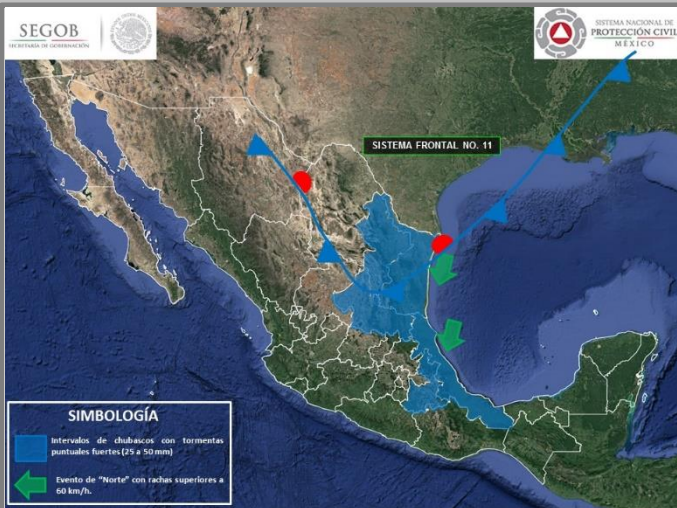 SEGOB
SECRETARÍA DE GOBERNACIÓN
SISTEMA NACIONAL DE
PROTECCIÓN CIVIL
MÉXICO
SISTEMA FRONTAL NO. 11
SIMBOLOGÍA
Intervalos de chubascos con tormentas
puntuales fuertes (25 a 50 mm)
Evento de "Norte" con rachas superiores a
60 km/h.